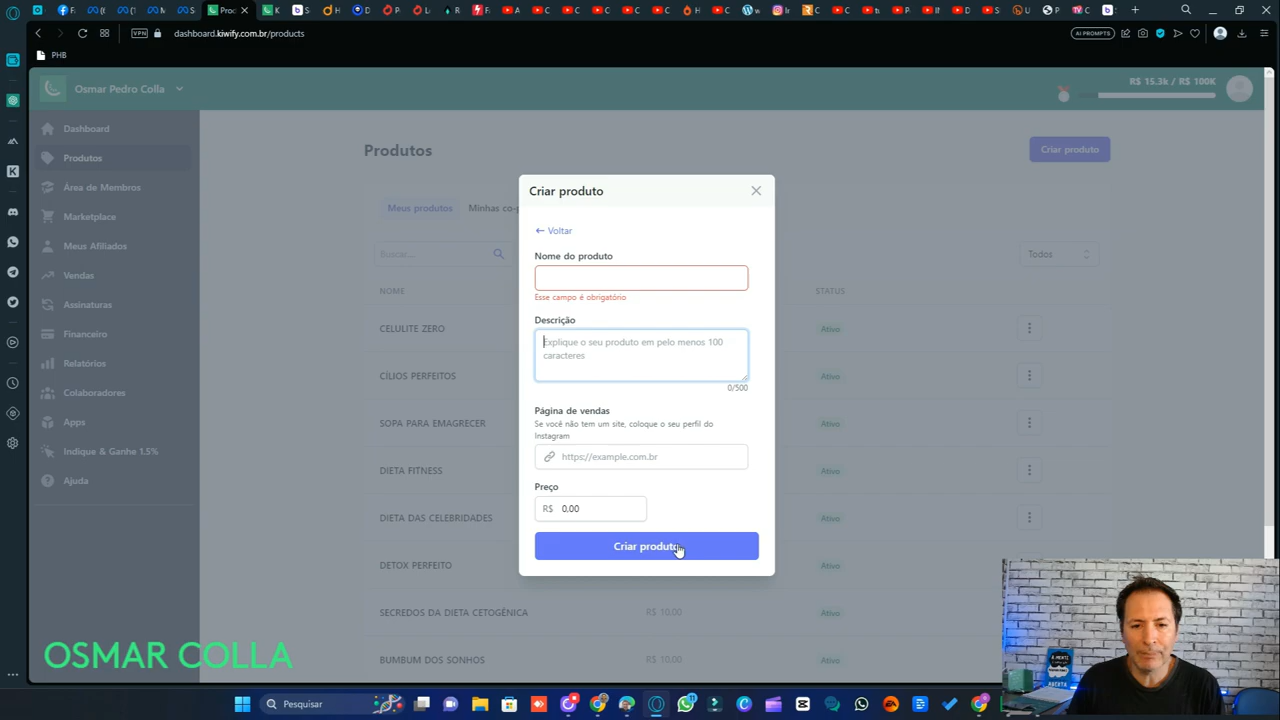 dashboard.kiwify.com.br/products
VPN
AI PROMPTS
PHB
Osmar Pedro Colla
R$ 15.3k / R$ 100K
Dashboard
Produtos
Área de Membros
Marketplace
Meus Afiliados
Vendas
Assinaturas
Financeiro
Relatórios
Colaboradores
Apps
Indique & Ganhe 1.5%
Ajuda
Produtos
Criar produto
Meus produtos
Minhas co-p
Buscar...
Todos
NOME
STATUS
CELULITE ZERO
Ativo
CÍLIOS PERFEITOS
Ativo
SOPA PARA EMAGRECER
Ativo
DIETA FITNESS
Ativo
DIETA DAS CELEBRIDADES
Ativo
DETOX PERFEITO
Ativo
SECREDOS DA DIETA CETOGÊNICA
R$ 10,00
Ativo
BUMBUM DOS SONHOS
R$ 10,00
Ativo
Criar produto
← Voltar
Nome do produto
Esse campo é obrigatório
Descrição
Explique o seu produto em pelo menos 100
caracteres
0/500
Página de vendas
Se você não tem um site, coloque o seu perfil do
Instagram
https://example.com.br
Preço
R$ 0,00
Criar produto
OSMAR COLLA
Pesquisar